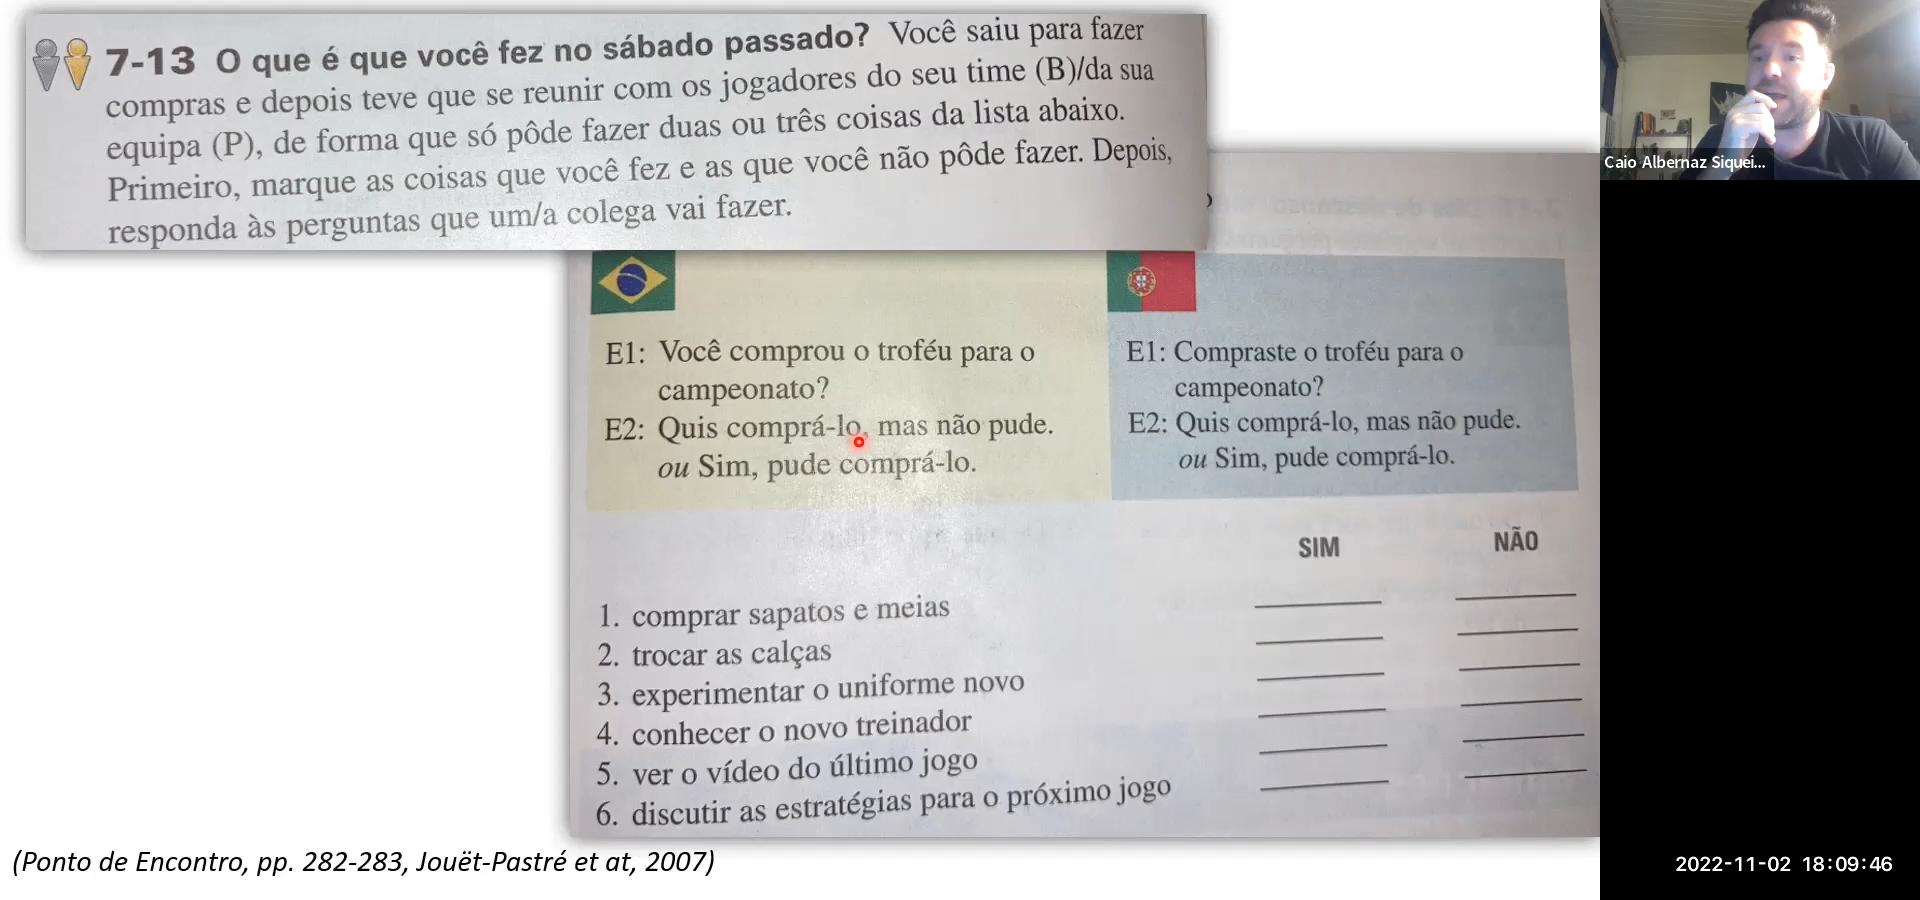 7-13 O que é que você fez no sábado passado? Você saiu para fazer
compras e depois teve que se reunir com os jogadores do seu time (B)/da sua
equipa (P), de forma que só pôde fazer duas ou três coisas da lista abaixo.
Primeiro, marque as coisas que você fez e as que você não pôde fazer. Depois,
responda às perguntas que um/a colega vai fazer.
E1: Você comprou o troféu para o
campeonato?
E2: Quis comprá-lo, mas não pude.
ou Sim, pude comprá-lo.
E1: Compraste o troféu para o
campeonato?
E2: Quis comprá-lo, mas não pude.
ou Sim, pude comprá-lo.
SIM NÃO
1. comprar sapatos e meias
2. trocar as calças
3. experimentar o uniforme novo
4. conhecer o novo treinador
5. ver o vídeo do último jogo
6. discutir as estratégias para o próximo jogo
(Ponto de Encontro, pp. 282-283, Jouët-Pastré et at, 2007)
Caio Albernaz Siquei...
2022-11-02 18:09:46